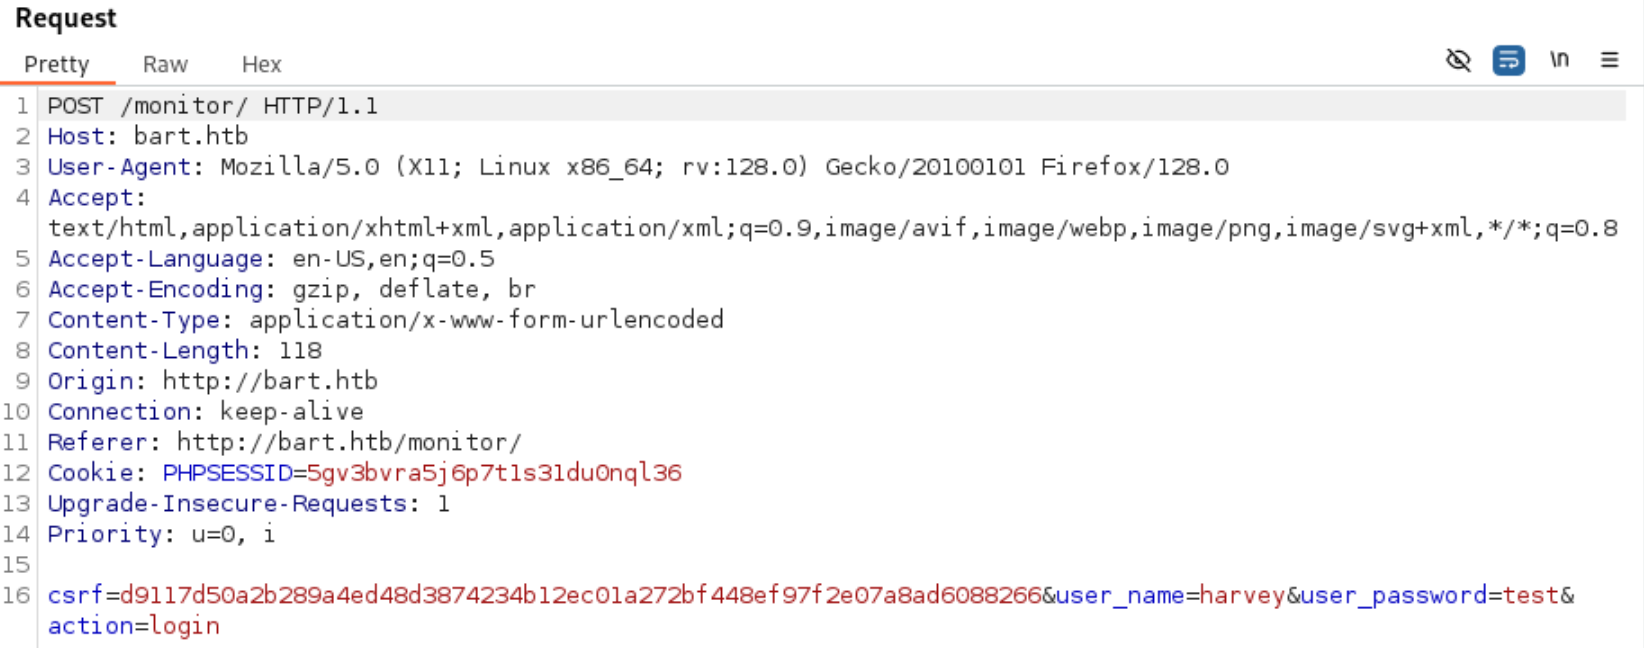 Request
Pretty Raw Hex
\n
1 POST /monitor/ HTTP/1.1
2 Host: bart.htb
3 User-Agent: Mozilla/5.0 (X11; Linux x86_64; rv:128.0) Gecko/20100101 Firefox/128.0
4 Accept:
text/html,application/xhtml+xml,application/xml;q=0.9,image/avif,image/webp,image/png,image/svg+xml,*/*;q=0.8
5 Accept-Language: en-US,en;q=0.5
6 Accept-Encoding: gzip, deflate, br
7 Content-Type: application/x-www-form-urlencoded
8 Content-Length: 118
9 Origin: http://bart.htb
10 Connection: keep-alive
11 Referer: http://bart.htb/monitor/
12 Cookie: PHPSESSID=5gv3bvra5j6p7t1s31du0nql36
13 Upgrade-Insecure-Requests: 1
14 Priority: u=0, i
15
16 csrf=d9117d50a2b289a4ed48d3874234b12ec01a272bf448ef97f2e07a8ad6088266&user_name=harvey&user_password=test&
action=login